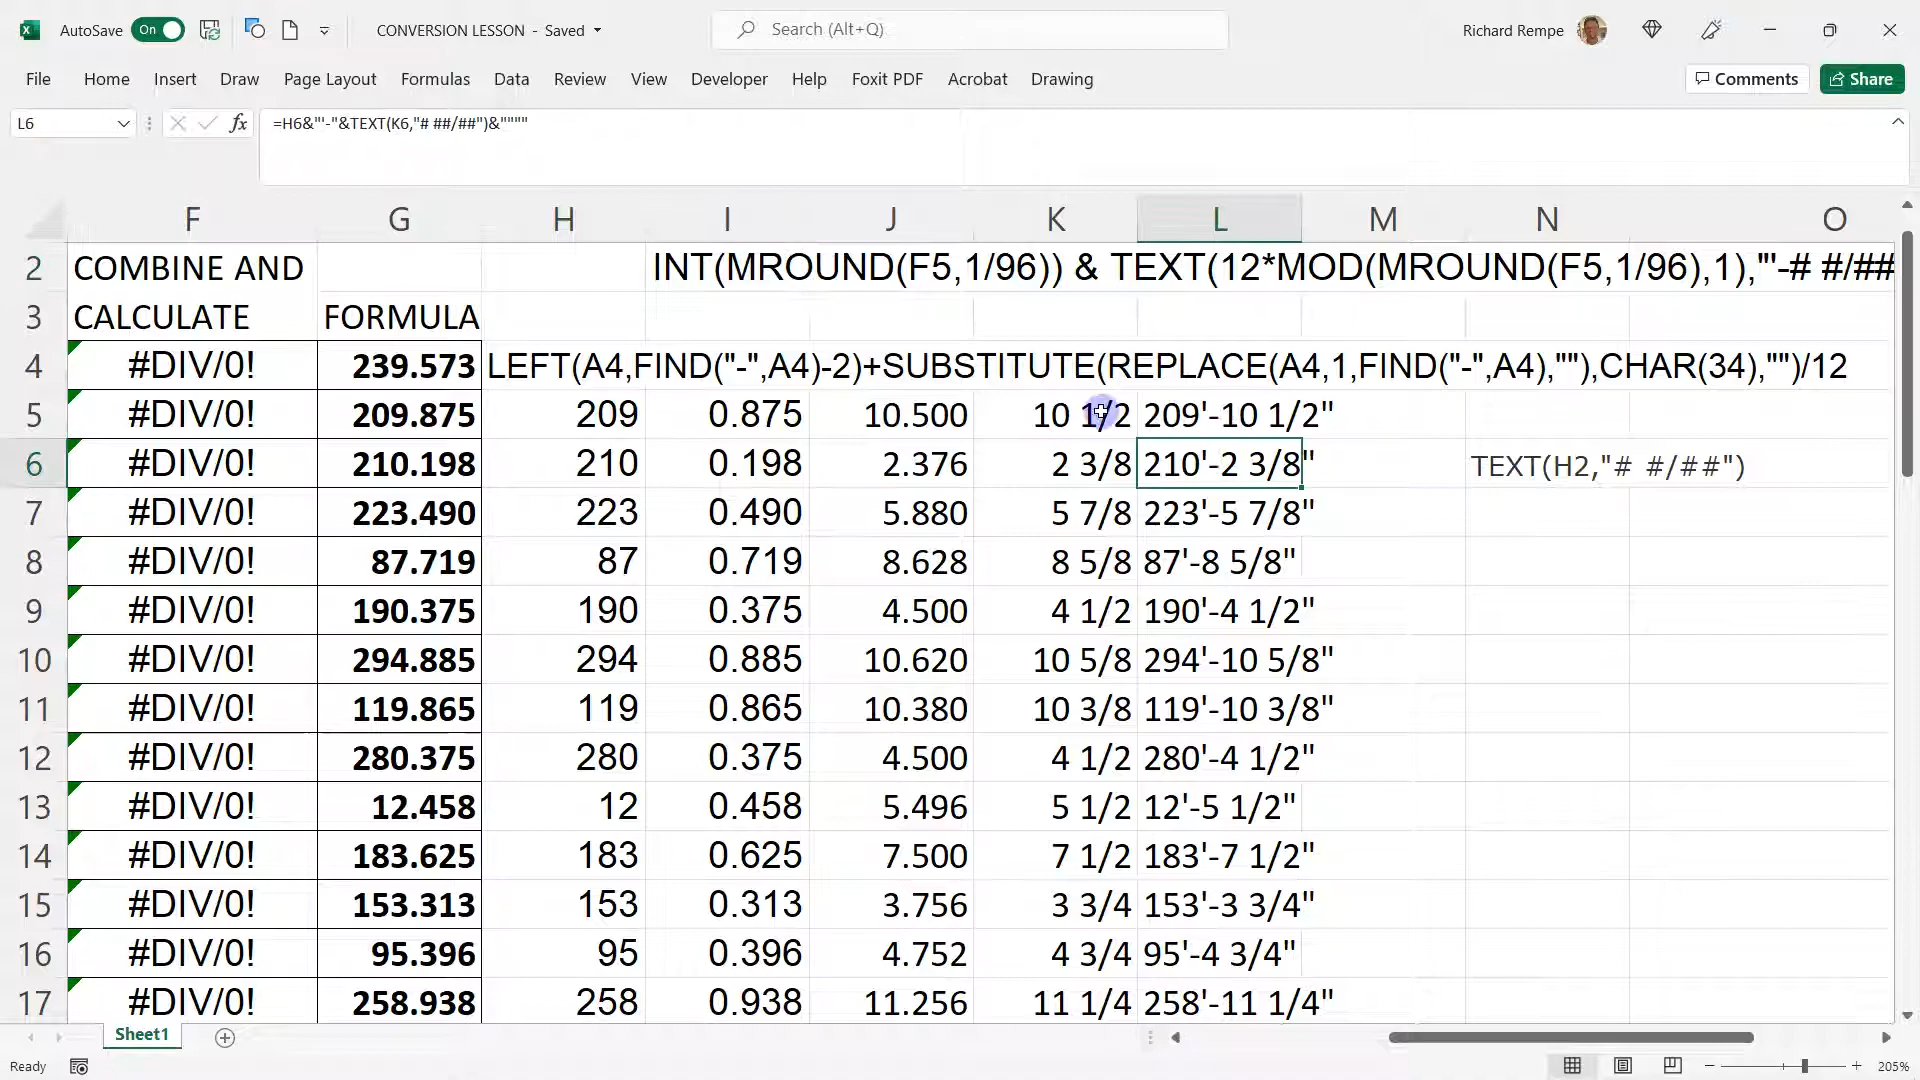 AutoSave On CONVERSION LESSON - Saved Search (Alt+Q) Richard Rempe
File Home Insert Draw Page Layout Formulas Data Review View Developer Help Foxit PDF Acrobat Drawing Comments Share
L6 fx =H6&"'-"&TEXT(K6,"# ##/##")&""""
F G H I J K L M N O
2 COMBINE AND INT(MROUND(F5,1/96)) & TEXT(12*MOD(MROUND(F5,1/96),1),"'-# #/##
3 CALCULATE FORMULA
4 #DIV/0! 239.573 LEFT(A4,FIND("-",A4)-2)+SUBSTITUTE(REPLACE(A4,1,FIND("-",A4),""),CHAR(34),"")/12
5 #DIV/0! 209.875 209 0.875 10.500 10 1/2 209'-10 1/2"
6 #DIV/0! 210.198 210 0.198 2.376 2 3/8 210'-2 3/8" TEXT(H2,"# #/##")
7 #DIV/0! 223.490 223 0.490 5.880 5 7/8 223'-5 7/8"
8 #DIV/0! 87.719 87 0.719 8.628 8 5/8 87'-8 5/8"
9 #DIV/0! 190.375 190 0.375 4.500 4 1/2 190'-4 1/2"
10 #DIV/0! 294.885 294 0.885 10.620 10 5/8 294'-10 5/8"
11 #DIV/0! 119.865 119 0.865 10.380 10 3/8 119'-10 3/8"
12 #DIV/0! 280.375 280 0.375 4.500 4 1/2 280'-4 1/2"
13 #DIV/0! 12.458 12 0.458 5.496 5 1/2 12'-5 1/2"
14 #DIV/0! 183.625 183 0.625 7.500 7 1/2 183'-7 1/2"
15 #DIV/0! 153.313 153 0.313 3.756 3 3/4 153'-3 3/4"
16 #DIV/0! 95.396 95 0.396 4.752 4 3/4 95'-4 3/4"
17 #DIV/0! 258.938 258 0.938 11.256 11 1/4 258'-11 1/4"
Sheet1
Ready 205%